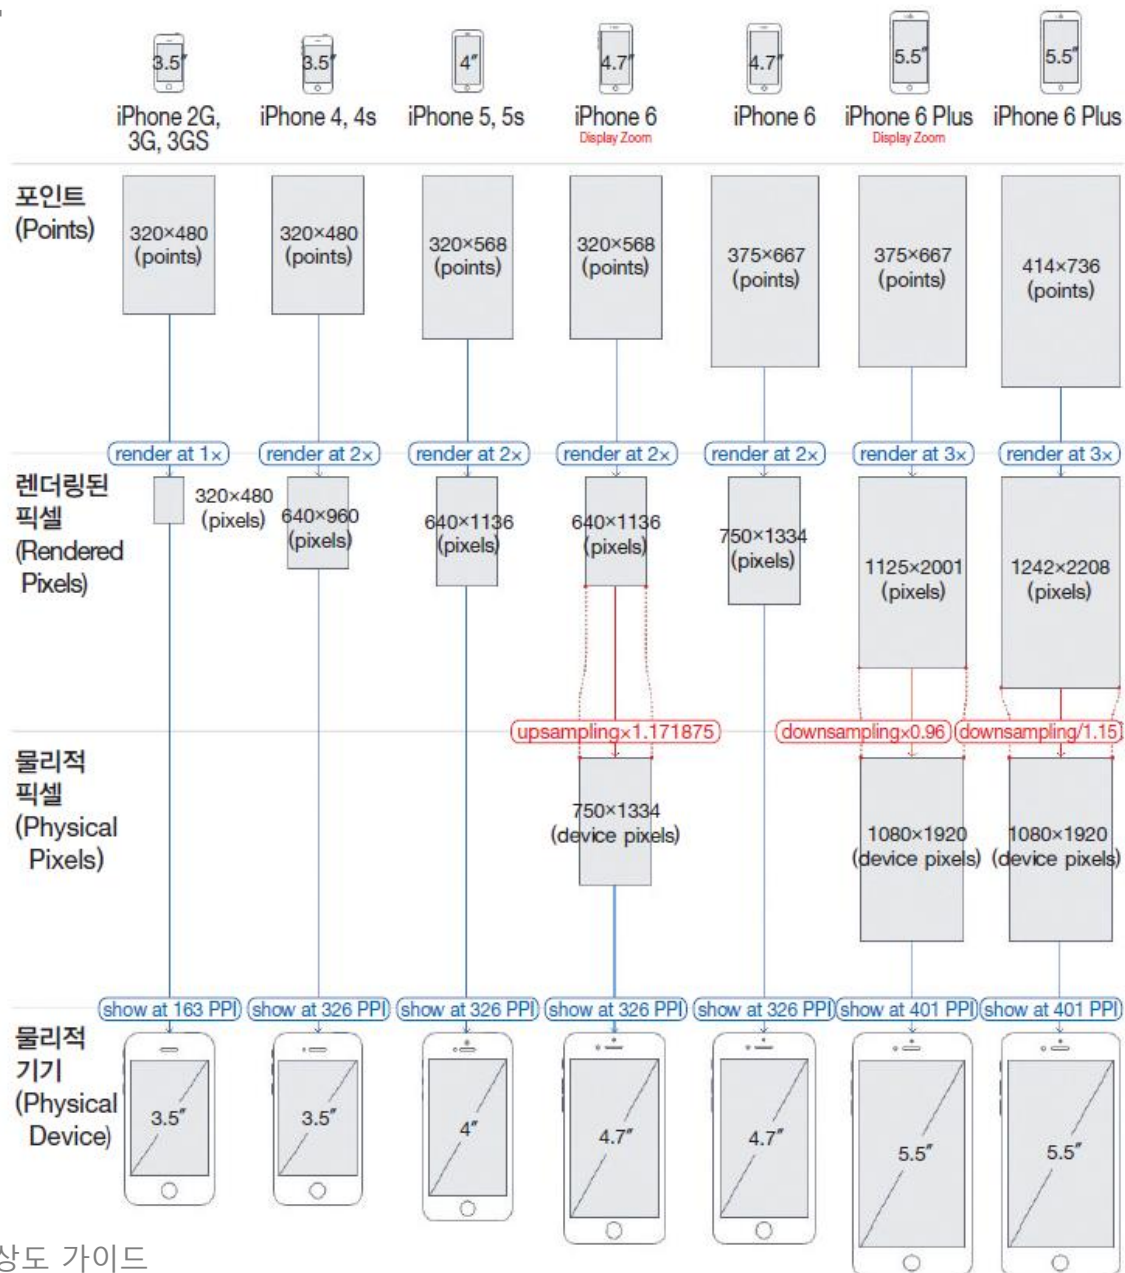 3.5″
3.5″
4″
4.7″
4.7″
5.5″
5.5″
iPhone 2G,
3G, 3GS
iPhone 4, 4s
iPhone 5, 5s
iPhone 6
Display Zoom
iPhone 6
iPhone 6 Plus
Display Zoom
iPhone 6 Plus
포인트
(Points)
320×480
(points)
320×480
(points)
320×568
(points)
320×568
(points)
375×667
(points)
375×667
(points)
414×736
(points)
render at 1×
render at 2×
render at 2×
render at 2×
render at 2×
render at 3×
render at 3×
렌더링된
픽셀
(Rendered
Pixels)
320×480
(pixels)
640×960
(pixels)
640×1136
(pixels)
640×1136
(pixels)
750×1334
(pixels)
1125×2001
(pixels)
1242×2208
(pixels)
upsampling×1.171875
downsampling×0.96
downsampling/1.15
물리적
픽셀
(Physical
Pixels)
750×1334
(device pixels)
1080×1920
(device pixels)
1080×1920
(device pixels)
show at 163 PPI
show at 326 PPI
show at 326 PPI
show at 326 PPI
show at 326 PPI
show at 401 PPI
show at 401 PPI
물리적
기기
(Physical
Device)
3.5″
3.5″
4″
4.7″
4.7″
5.5″
5.5″
상도 가이드